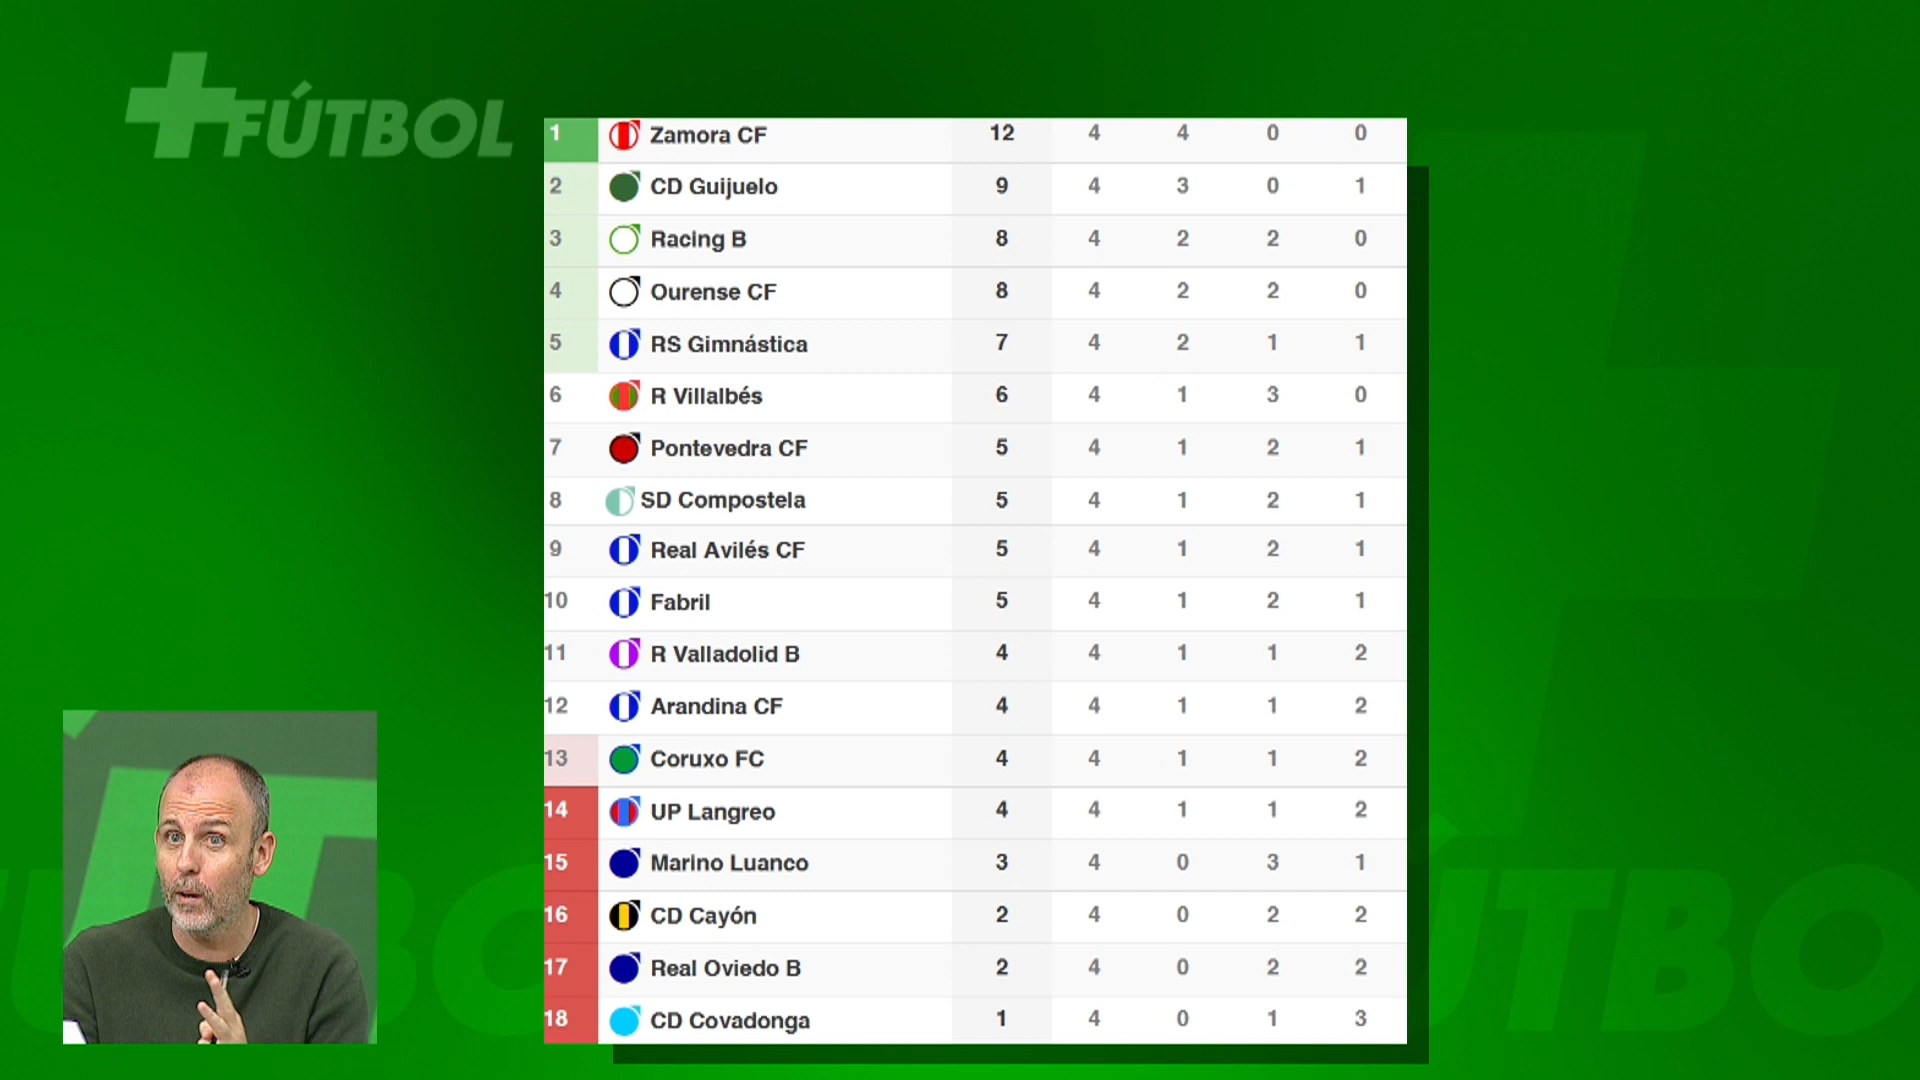 +FÚTBOL
1 Zamora CF 12 4 4 0 0
2 CD Guijuelo 9 4 3 0 1
3 Racing B 8 4 2 2 0
4 Ourense CF 8 4 2 2 0
5 RS Gimnástica 7 4 2 1 1
6 R Villalbés 6 4 1 3 0
7 Pontevedra CF 5 4 1 2 1
8 SD Compostela 5 4 1 2 1
9 Real Avilés CF 5 4 1 2 1
10 Fabril 5 4 1 2 1
11 R Valladolid B 4 4 1 1 2
12 Arandina CF 4 4 1 1 2
13 Coruxo FC 4 4 1 1 2
14 UP Langreo 4 4 1 1 2
15 Marino Luanco 3 4 0 3 1
16 CD Cayón 2 4 0 2 2
17 Real Oviedo B 2 4 0 2 2
18 CD Covadonga 1 4 0 1 3